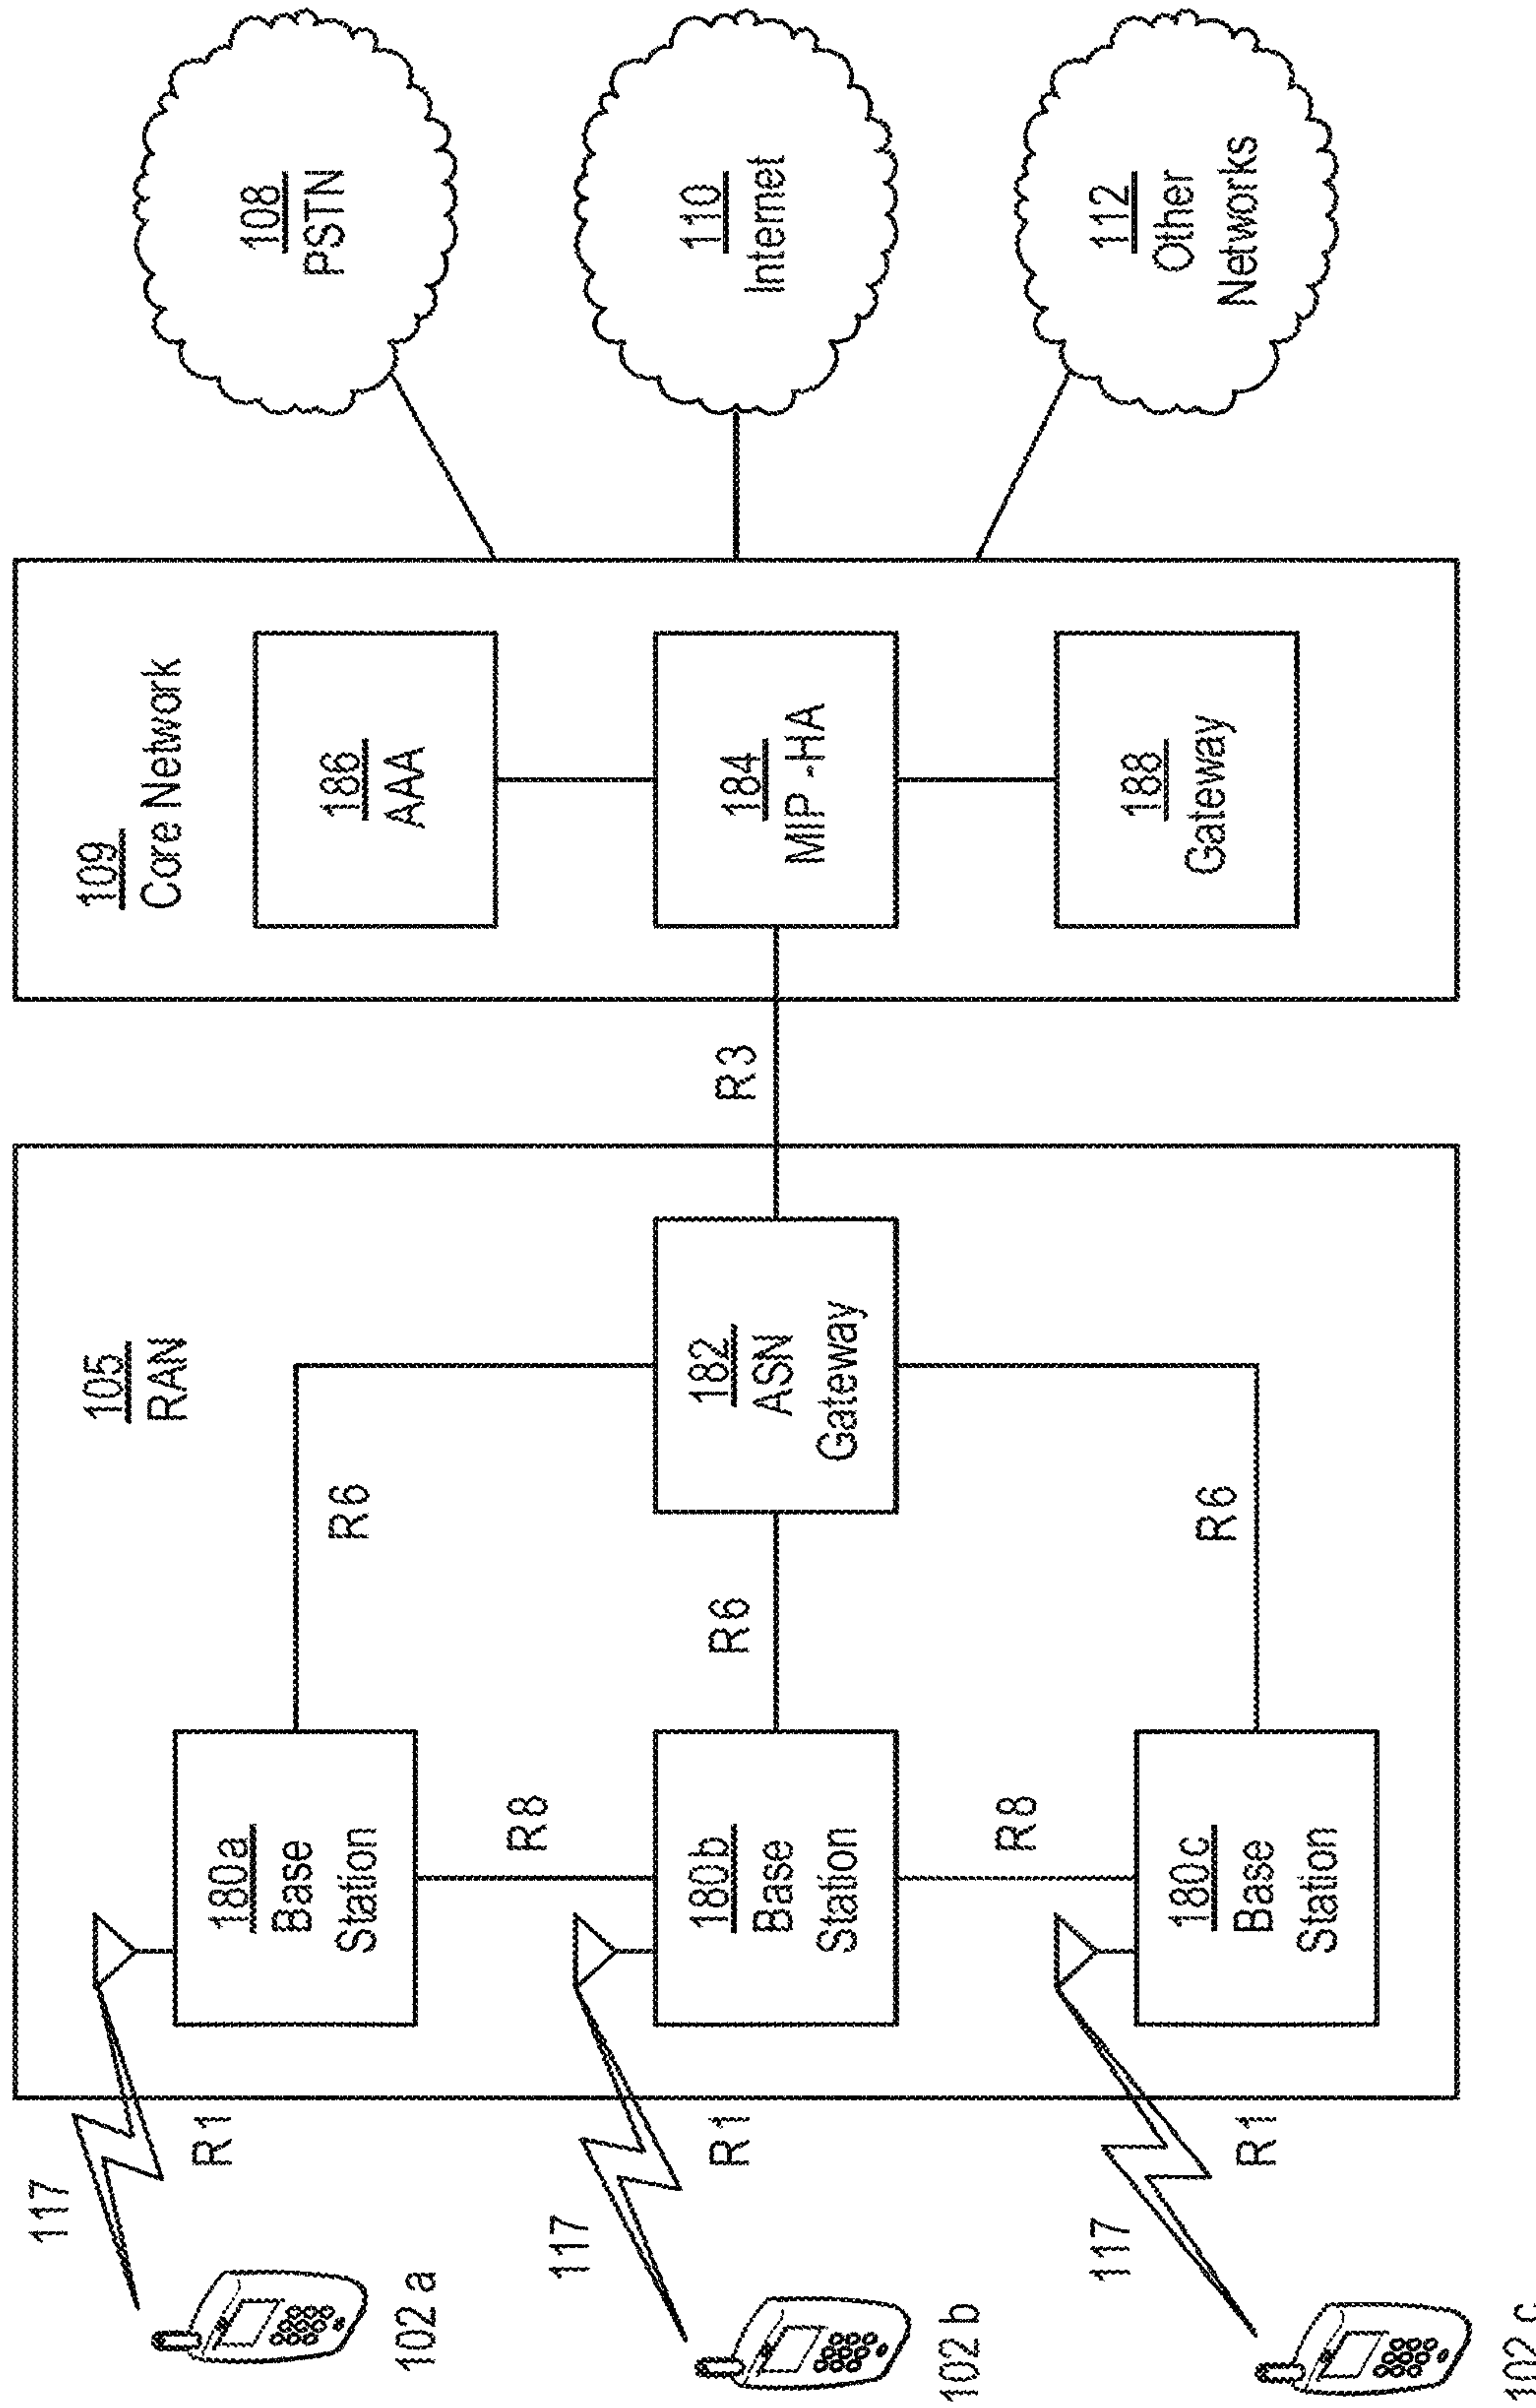 117
R1
102 a
180a
Base
Station
R6
R8
105
RAN
117
R1
102 b
180b
Base
Station
R6
182
ASN
Gateway
R3
R8
117
R1
102 c
180c
Base
Station
R6
109
Core Network
186
AAA
184
MIP -HA
188
Gateway
108
PSTN
110
Internet
112
Other
Networks